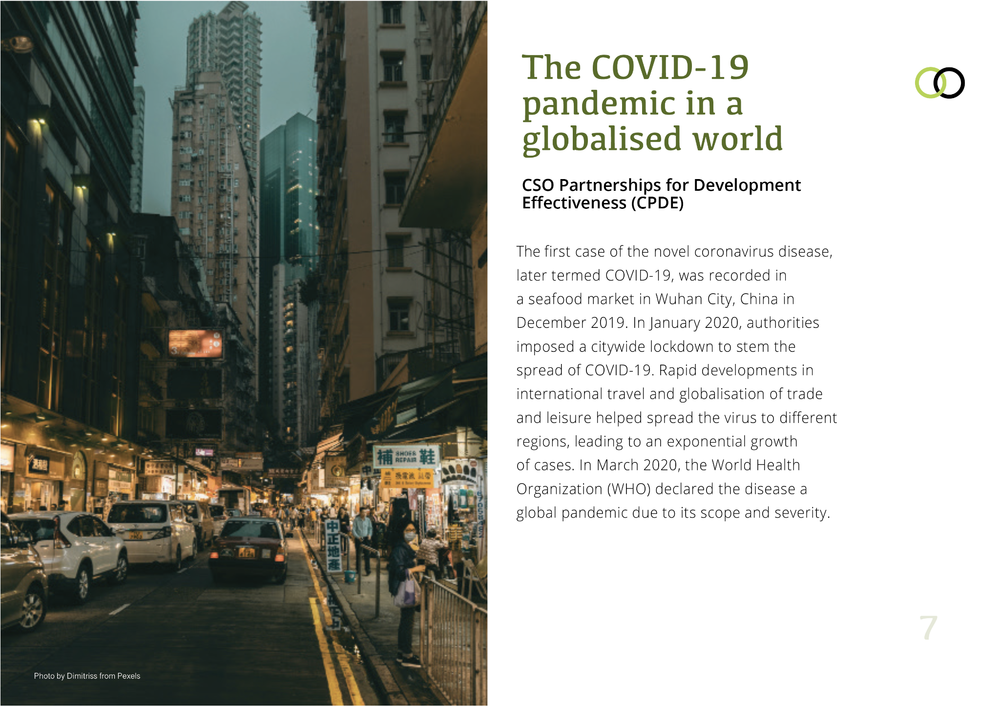 The COVID-19
pandemic in a
globalised world
CSO Partnerships for Development
Effectiveness (CPDE)
The first case of the novel coronavirus disease,
later termed COVID-19, was recorded in
a seafood market in Wuhan City, China in
December 2019. In January 2020, authorities
imposed a citywide lockdown to stem the
spread of COVID-19. Rapid developments in
international travel and globalisation of trade
and leisure helped spread the virus to different
regions, leading to an exponential growth
of cases. In March 2020, the World Health
Organization (WHO) declared the disease a
global pandemic due to its scope and severity.
7
補 SHOES REPAIR 鞋
換電池
中正地產
Photo by Dimitriss from Pexels